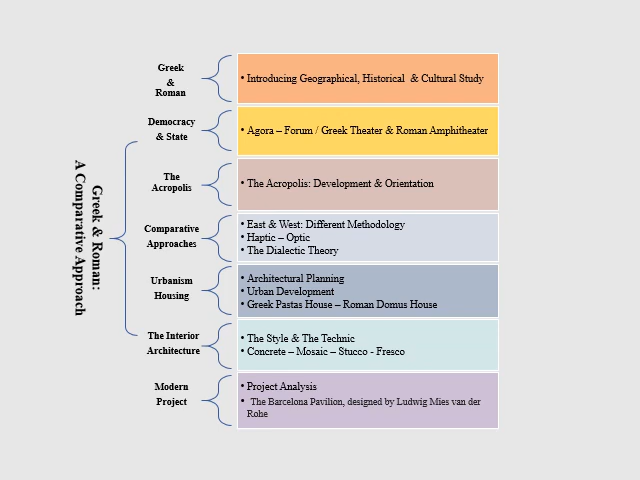 Greek & Roman:
A Comparative Approach
Greek
&
Roman
• Introducing Geographical, Historical & Cultural Study
Democracy
& State
• Agora – Forum / Greek Theater & Roman Amphitheater
The
Acropolis
• The Acropolis: Development & Orientation
Comparative
Approaches
• East & West: Different Methodology
• Haptic – Optic
• The Dialectic Theory
Urbanism
Housing
• Architectural Planning
• Urban Development
• Greek Pastas House – Roman Domus House
The Interior
Architecture
• The Style & The Technic
• Concrete – Mosaic – Stucco - Fresco
Modern
Project
• Project Analysis
• The Barcelona Pavilion, designed by Ludwig Mies van der
Rohe